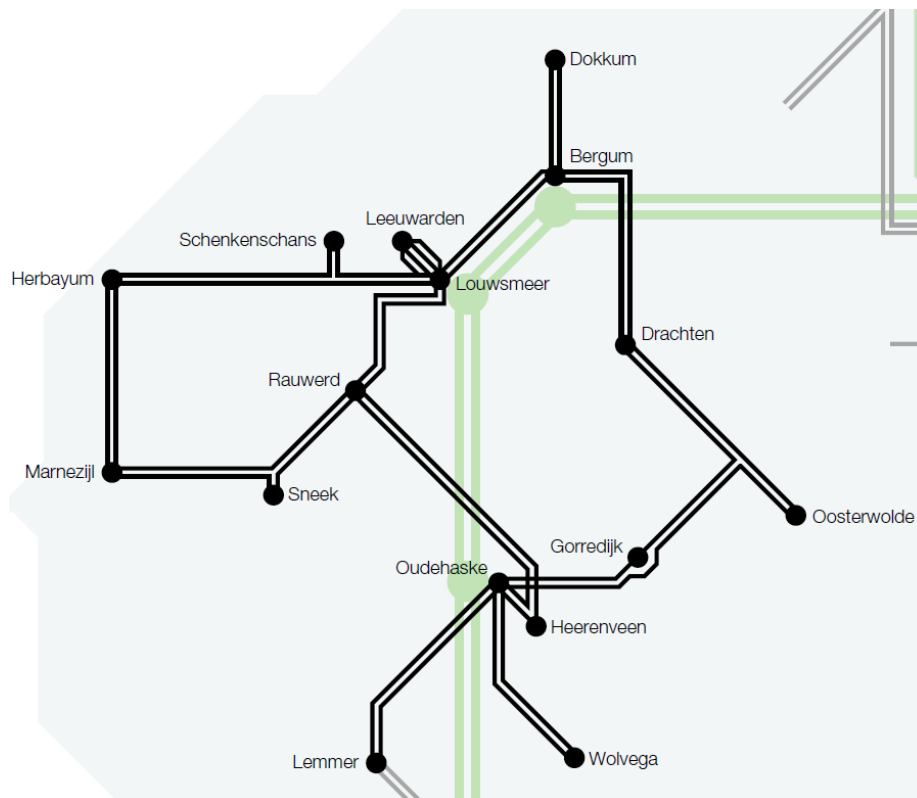 Dokkum
Bergum
Leeuwarden
Schenkenschans
Herbayum
Louwsmeer
Drachten
Rauwerd
Marnezijl
Sneek
Oosterwolde
Gorredijk
Oudehaske
Heerenveen
Wolvega
Lemmer